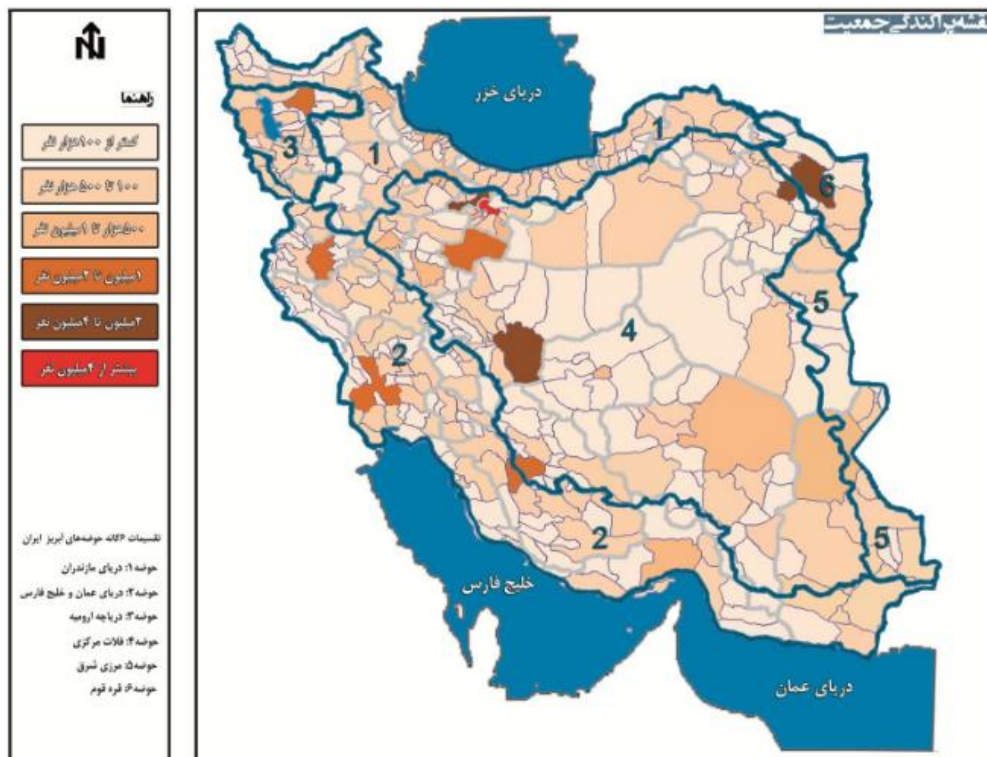 نقشه پراکندگی جمعیت
N
راهنما
کمتر از ۱۰۰هزار نفر
۱۰۰ تا ۵۰۰هزار نفر
۵۰۰هزار تا ۱میلیون نفر
۱میلیون تا ۲میلیون نفر
۲میلیون تا ۴میلیون نفر
بیشتر از ۴میلیون نفر
تقسیمات ۶گانه حوضه‌های آبریز ایران
حوضه۱: دریای مازندران
حوضه۲: دریای عمان و خلیج فارس
حوضه۳: دریاچه ارومیه
حوضه۴: فلات مرکزی
حوضه۵: مرزی شرق
حوضه۶: قره قوم
دریای خزر
1
3
1
6
5
4
2
5
2
خلیج فارس
دریای عمان